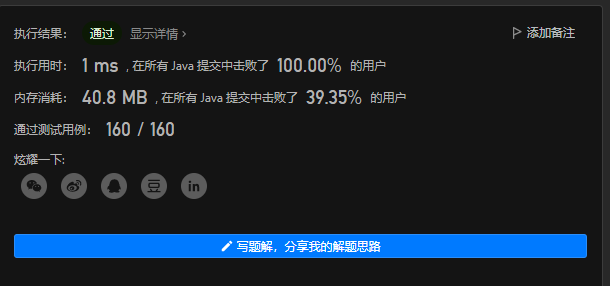 执行结果： 通过 显示详情 › 添加备注
执行用时： 1 ms , 在所有 Java 提交中击败了 100.00% 的用户
内存消耗： 40.8 MB , 在所有 Java 提交中击败了 39.35% 的用户
通过测试用例： 160 / 160
炫耀一下:
豆 in
写题解，分享我的解题思路